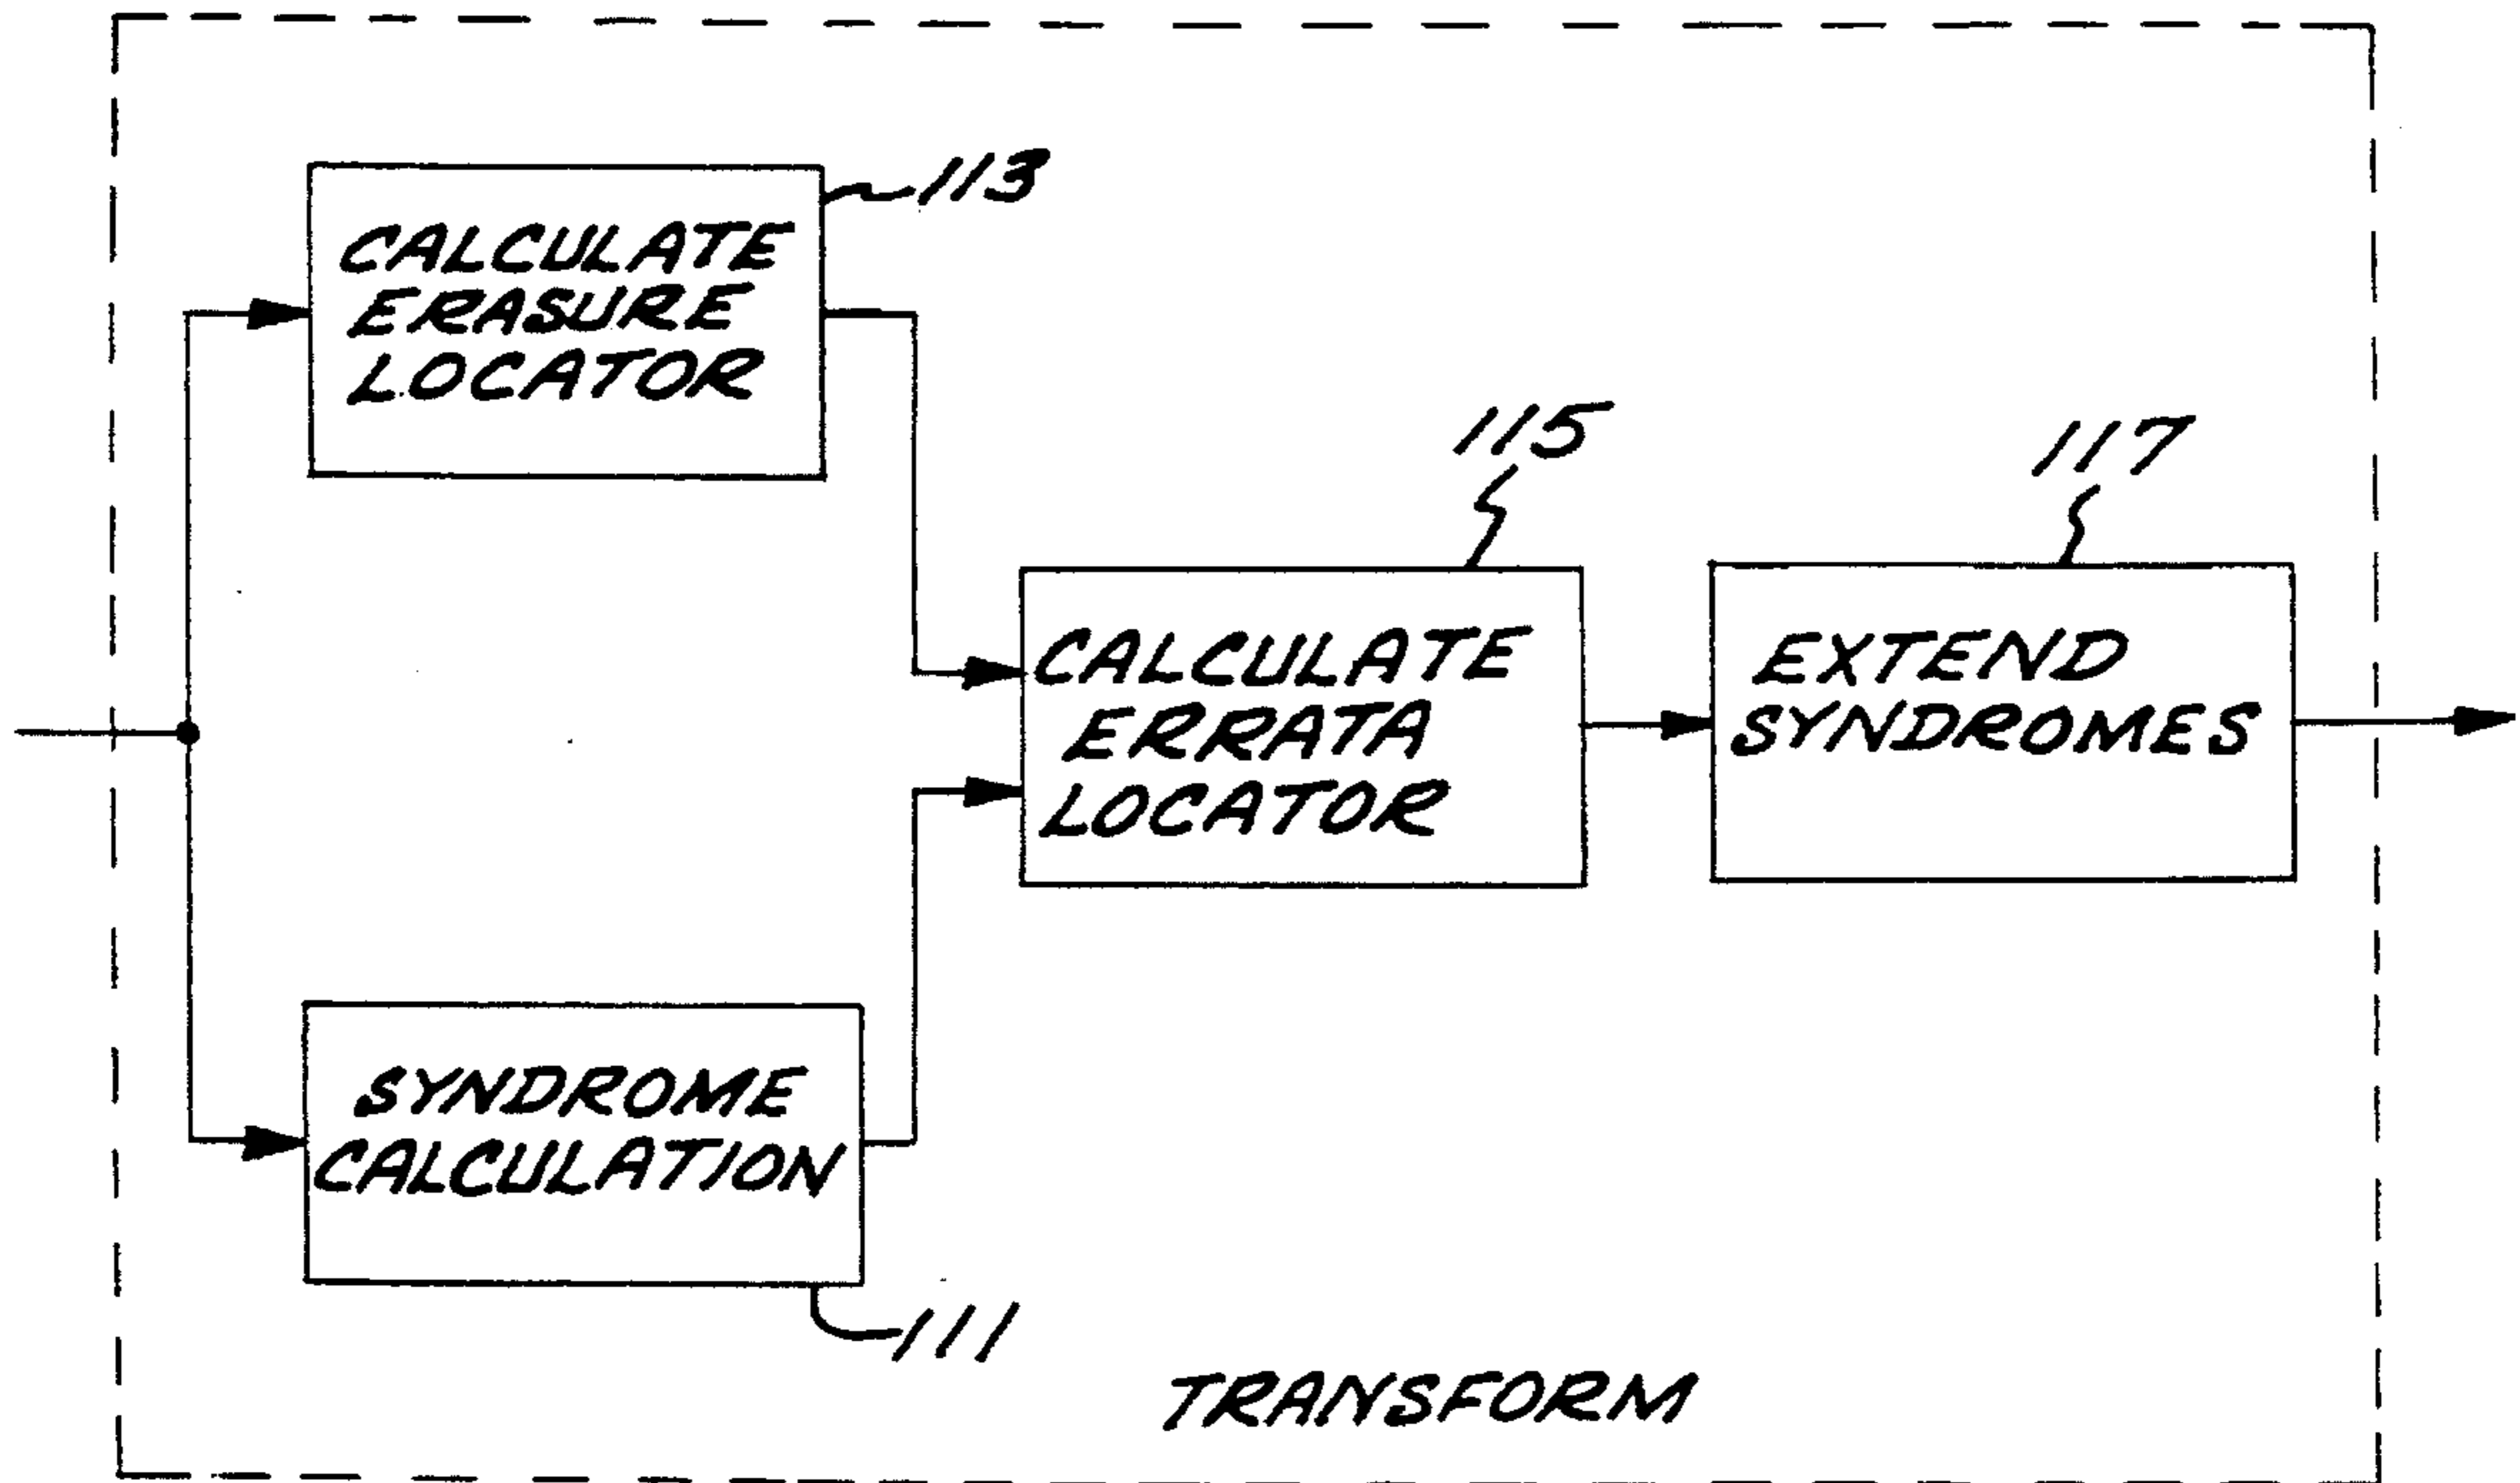 113
CALCULATE
ERASURE
LOCATOR
115
117
CALCULATE
ERRATA
LOCATOR
EXTEND
SYNDROMES
SYNDROME
CALCULATION
111
TRANSFORM